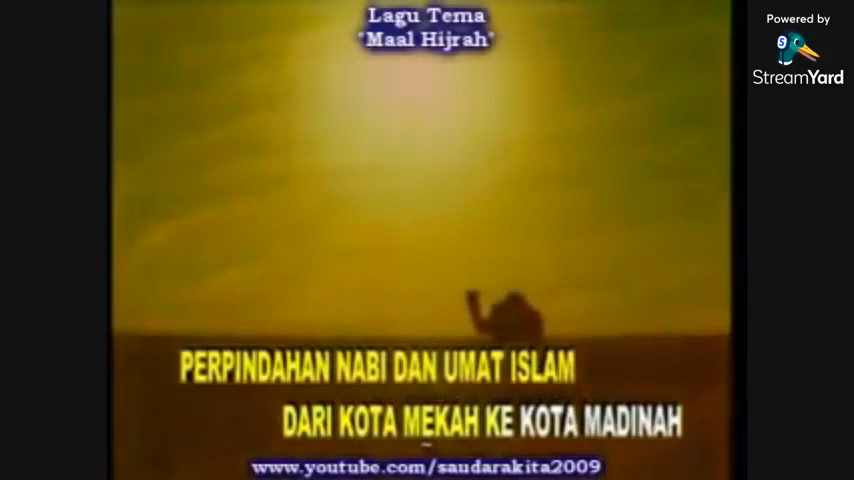 Lagu Tema
"Maal Hijrah"
Powered by
StreamYard
PERPINDAHAN NABI DAN UMAT ISLAM
DARI KOTA MEKAH KE KOTA MADINAH
www.youtube.com/saudarakita2009